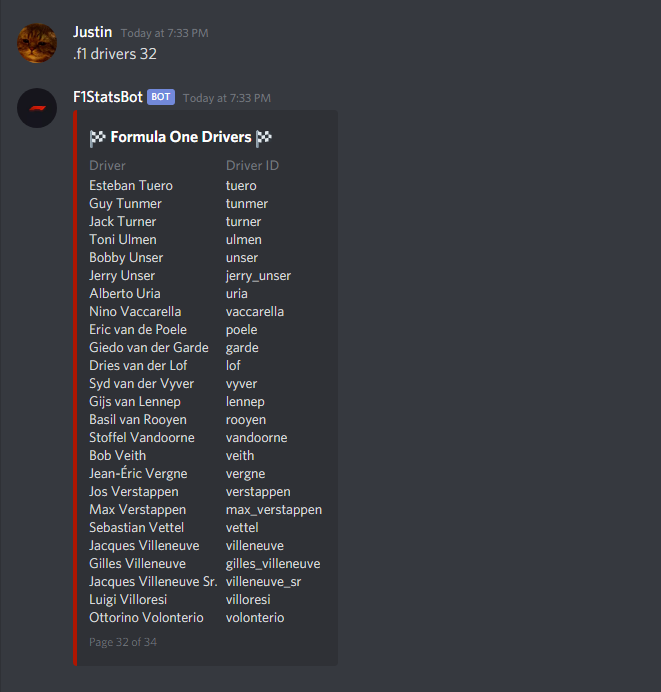 Justin Today at 7:33 PM
.f1 drivers 32
F1StatsBot BOT Today at 7:33 PM
Formula One Drivers
Driver Driver ID
Esteban Tuero tuero
Guy Tunmer tunmer
Jack Turner turner
Toni Ulmen ulmen
Bobby Unser unser
Jerry Unser jerry_unser
Alberto Uria uria
Nino Vaccarella vaccarella
Eric van de Poele poele
Giedo van der Garde garde
Dries van der Lof lof
Syd van der Vyver vyver
Gijs van Lennep lennep
Basil van Rooyen rooyen
Stoffel Vandoorne vandoorne
Bob Veith veith
Jean-Éric Vergne vergne
Jos Verstappen verstappen
Max Verstappen max_verstappen
Sebastian Vettel vettel
Jacques Villeneuve villeneuve
Gilles Villeneuve gilles_villeneuve
Jacques Villeneuve Sr. villeneuve_sr
Luigi Villoresi villoresi
Ottorino Volonterio volonterio
Page 32 of 34